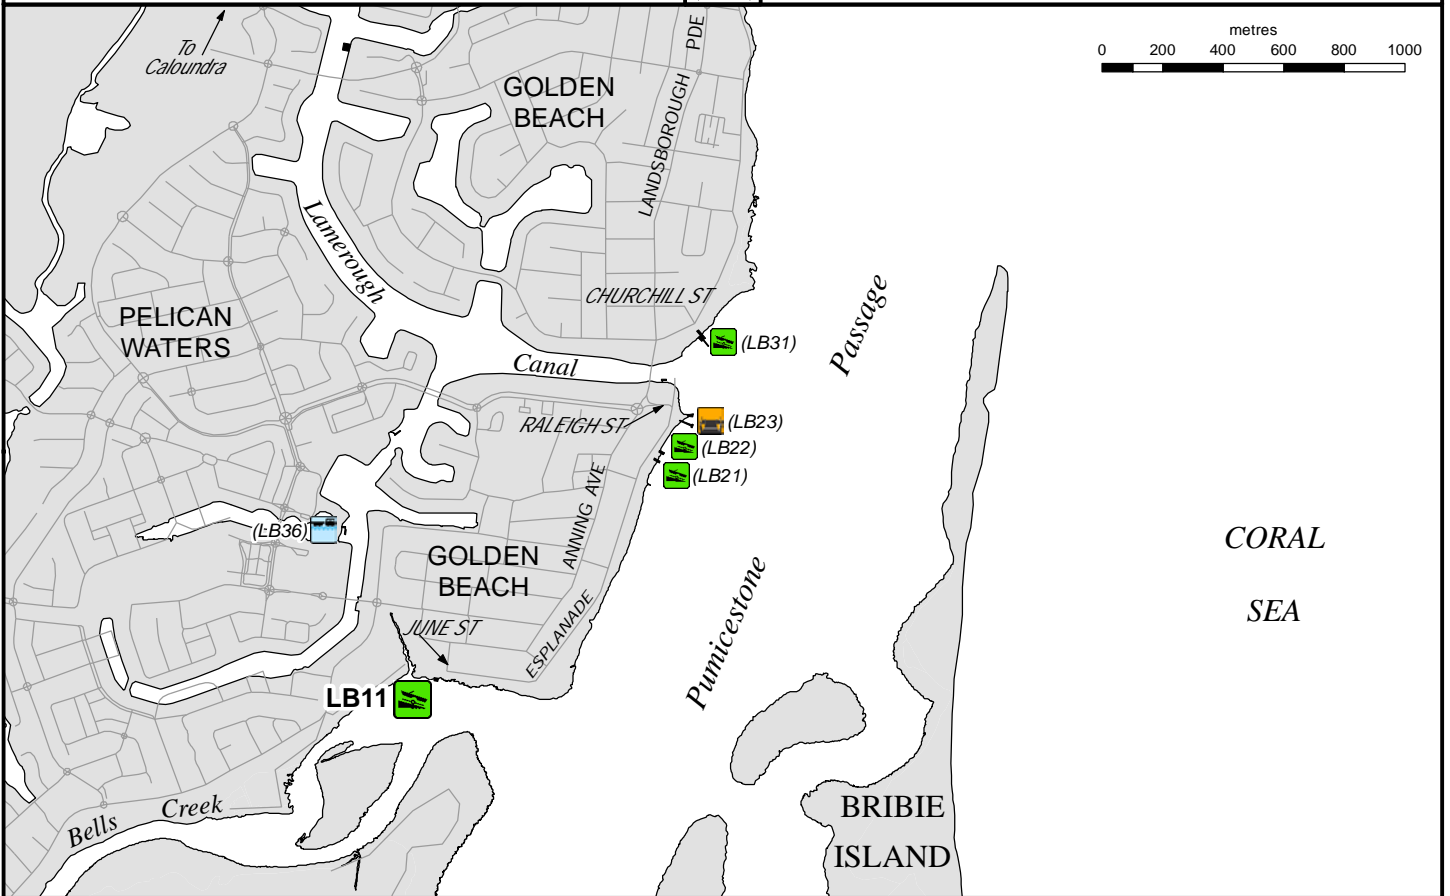 To
Caloundra
PDE
LANDSBOROUGH
GOLDEN
BEACH
metres
0 200 400 600 800 1000
Lamerough
CHURCHILL ST
Passage
PELICAN
WATERS
(LB31)
Canal
RALEIGH ST
(LB23)
(LB22)
(LB21)
ANNING AVE
(LB36)
GOLDEN
BEACH
CORAL
SEA
ESPLANADE
JUNE ST
Pumicestone
LB11
Bells Creek
BRIBIE
ISLAND